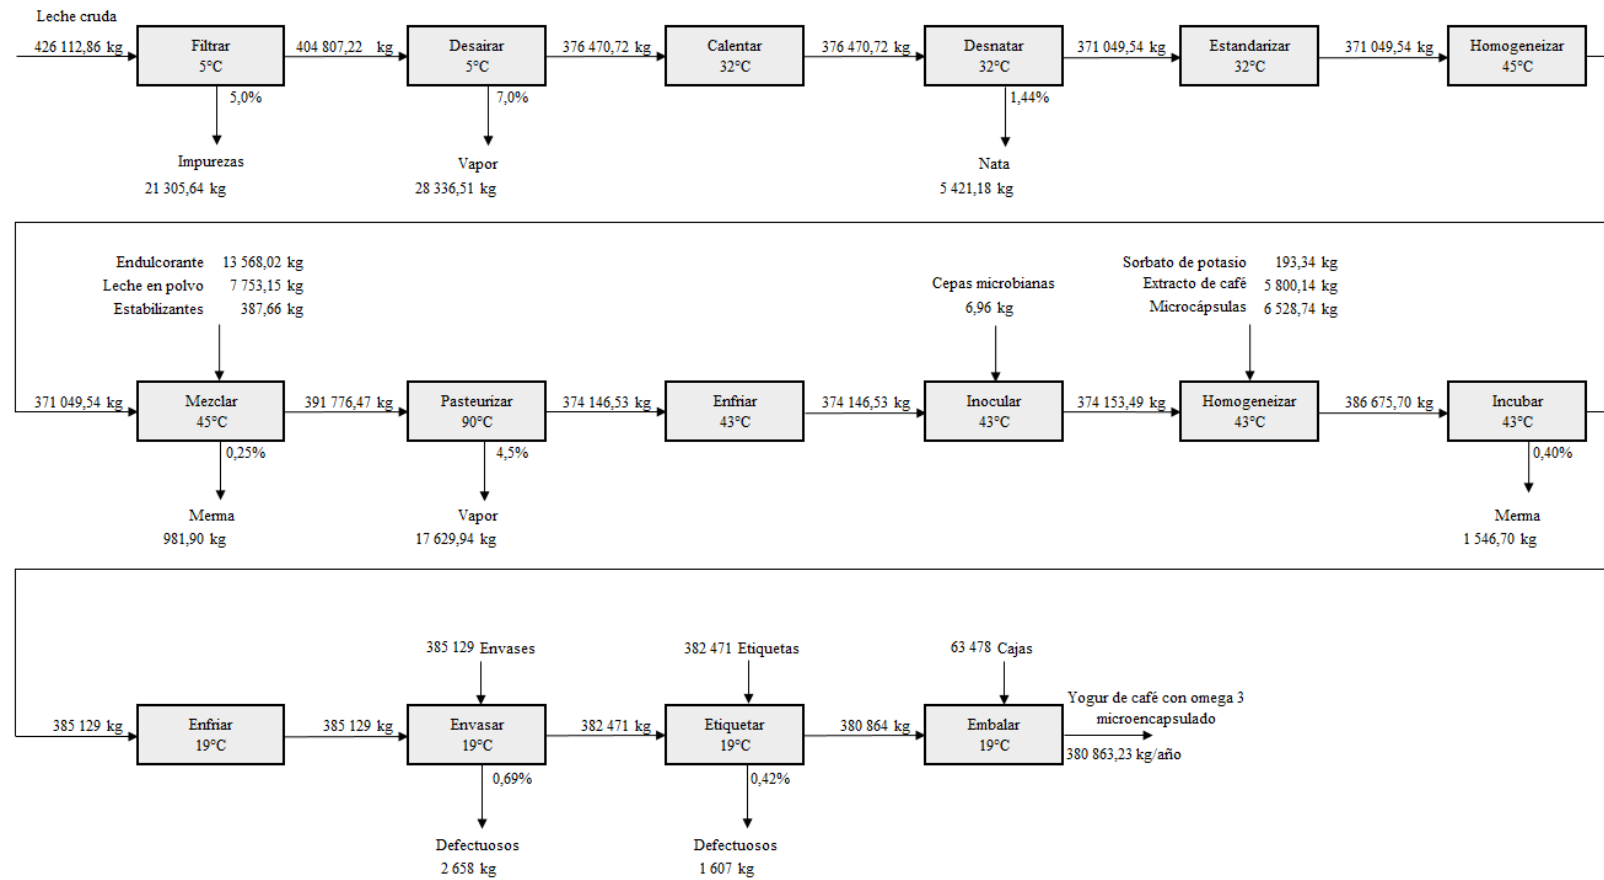 Leche cruda
426 112,86 kg
Filtrar
5°C
404 807,22 kg
Desairar
5°C
376 470,72 kg
Calentar
32°C
376 470,72 kg
Desnatar
32°C
371 049,54 kg
Estandarizar
32°C
371 049,54 kg
Homogeneizar
45°C
5,0%
7,0%
1,44%
Impurezas
21 305,64 kg
Vapor
28 336,51 kg
Nata
5 421,18 kg
Endulcorante 13 568,02 kg
Leche en polvo 7 753,15 kg
Estabilizantes 387,66 kg
Cepas microbianas
6,96 kg
Sorbato de potasio 193,34 kg
Extracto de café 5 800,14 kg
Microcápsulas 6 528,74 kg
371 049,54 kg
Mezclar
45°C
391 776,47 kg
Pasteurizar
90°C
374 146,53 kg
Enfriar
43°C
374 146,53 kg
Inocular
43°C
374 153,49 kg
Homogeneizar
43°C
386 675,70 kg
Incubar
43°C
0,25%
4,5%
0,40%
Merma
981,90 kg
Vapor
17 629,94 kg
Merma
1 546,70 kg
385 129 Envases
382 471 Etiquetas
63 478 Cajas
385 129 kg
Enfriar
19°C
385 129 kg
Envasar
19°C
382 471 kg
Etiquetar
19°C
380 864 kg
Embalar
19°C
Yogur de café con omega 3
microencapsulado
380 863,23 kg/año
0,69%
0,42%
Defectuosos
2 658 kg
Defectuosos
1 607 kg